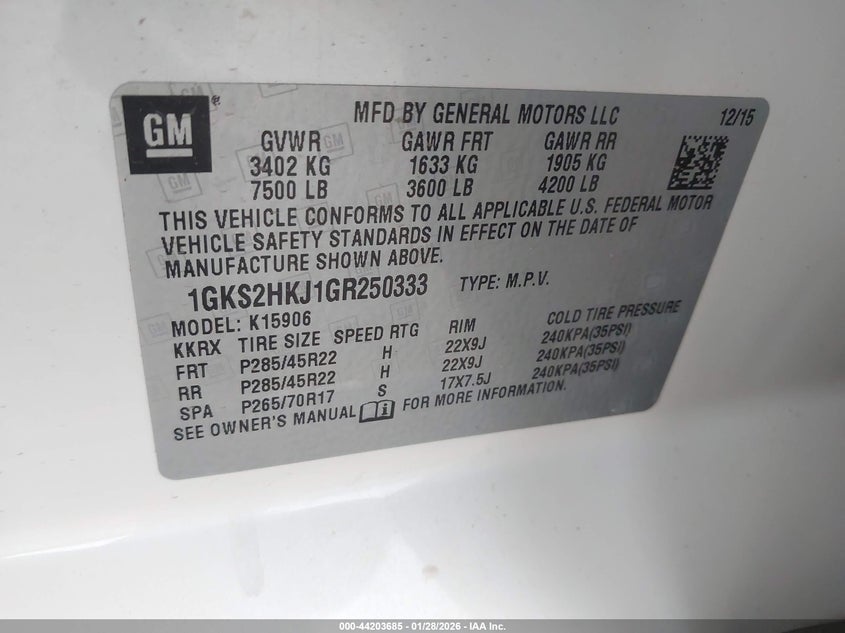 GM
MFD BY GENERAL MOTORS LLC 12/15
GVWR GAWR FRT GAWR RR
3402 KG 1633 KG 1905 KG
7500 LB 3600 LB 4200 LB
THIS VEHICLE CONFORMS TO ALL APPLICABLE U.S. FEDERAL MOTOR
VEHICLE SAFETY STANDARDS IN EFFECT ON THE DATE OF
MANUFACTURE SHOWN ABOVE.
1GKS2HKJ1GR250333 TYPE: M.P.V.
MODEL: K15906
KKRX TIRE SIZE SPEED RTG RIM COLD TIRE PRESSURE
FRT P285/45R22 H 22X9J 240KPA(35PSI)
RR P285/45R22 H 22X9J 240KPA(35PSI)
SPA P265/70R17 S 17X7.5J 240KPA(35PSI)
SEE OWNER'S MANUAL FOR MORE INFORMATION.
000-44203685 - 01/28/2026 - IAA Inc.